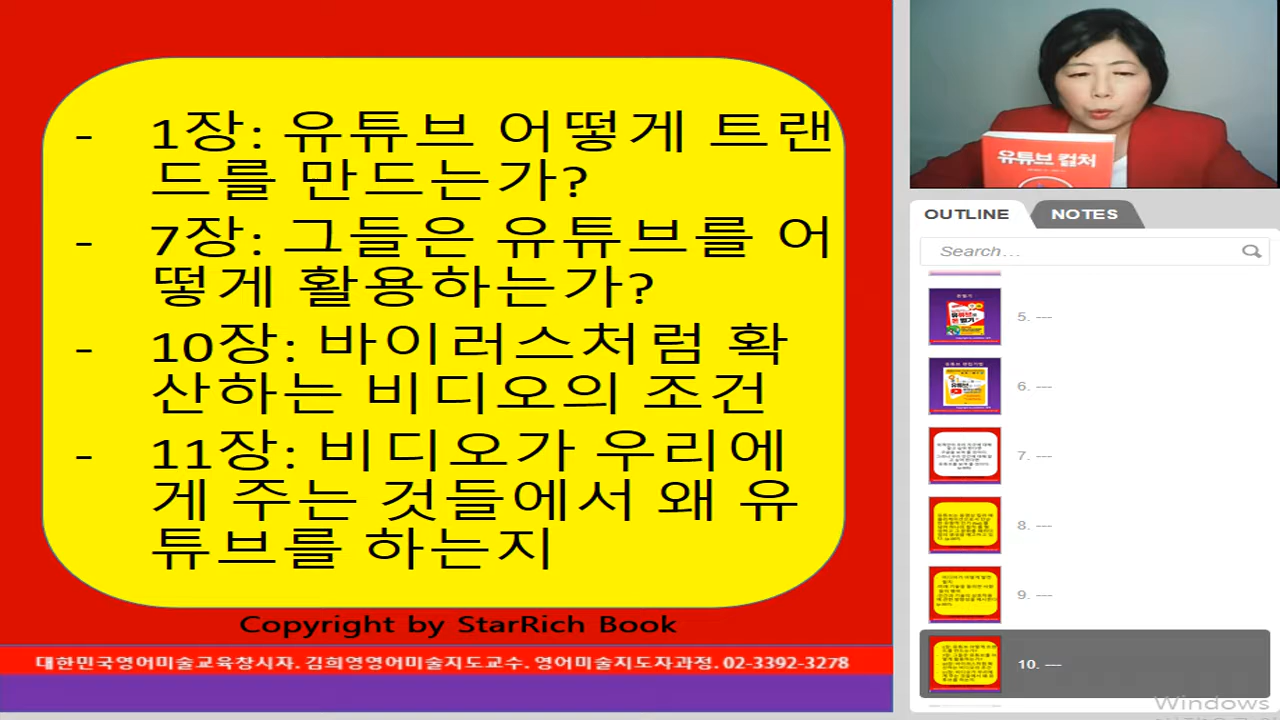 - 1장: 유튜브 어떻게 트랜
드를 만드는가?
- 7장: 그들은 유튜브를 어
떻게 활용하는가?
- 10장: 바이러스처럼 확
산하는 비디오의 조건
- 11장: 비디오가 우리에
게 주는 것들에서 왜 유
튜브를 하는지
Copyright by StarRich Book
대한민국영어미술교육창시자. 김희영영어미술지도교수. 영어미술지도자과정. 02-3392-3278
유튜브 컬처
OUTLINE NOTES
Search...
5. ---
6. ---
7. ---
8. ---
9. ---
10. ---
Windows